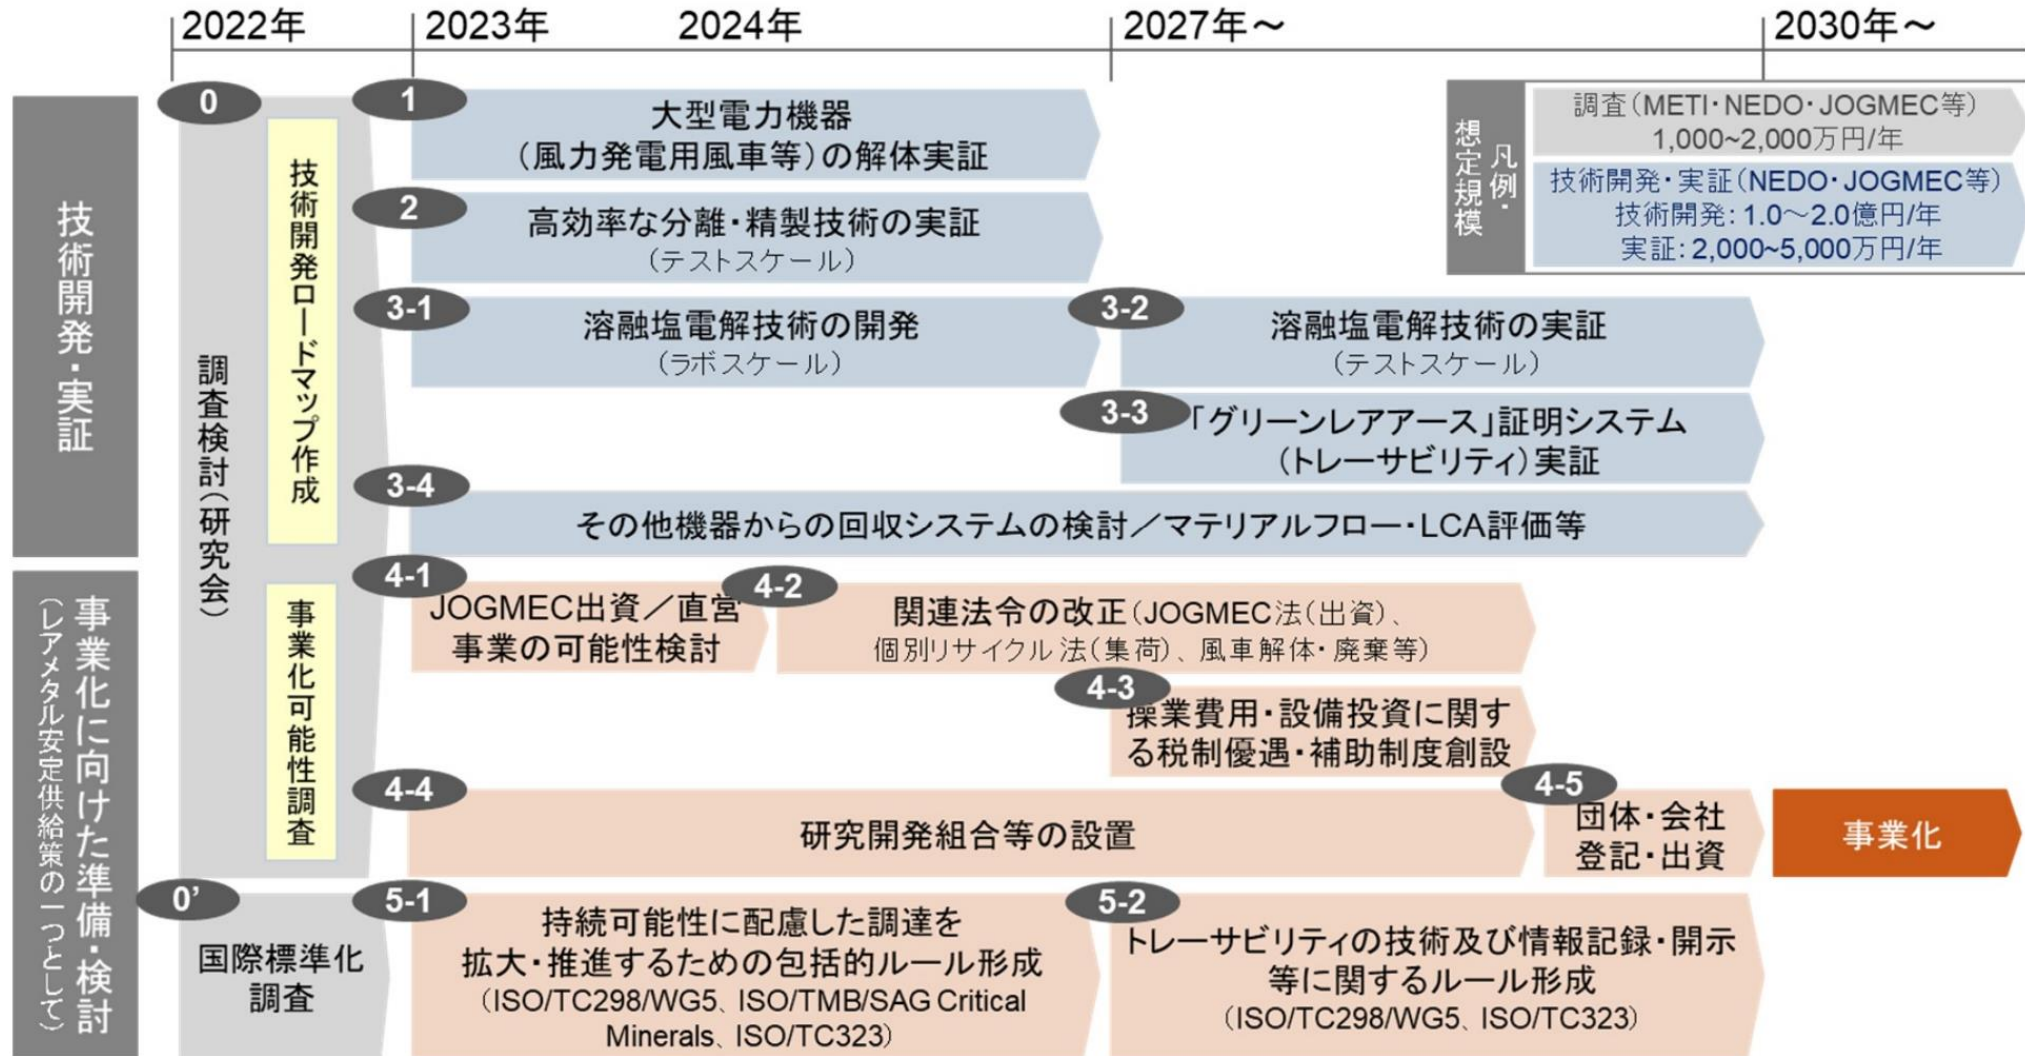 2022年
2023年
2024年
2027年～
2030年～
凡例・
想定規模
調査（METI・NEDO・JOGMEC等）
1,000~2,000万円/年
技術開発・実証（NEDO・JOGMEC等）
技術開発：1.0～2.0億円/年
実証：2,000~5,000万円/年
技術開発・実証
0
調査検討（研究会）
技術開発ロードマップ作成
1
大型電力機器
（風力発電用風車等）の解体実証
2
高効率な分離・精製技術の実証
（テストスケール）
3-1
溶融塩電解技術の開発
（ラボスケール）
3-2
溶融塩電解技術の実証
（テストスケール）
3-3
「グリーンレアアース」証明システム
（トレーサビリティ）実証
3-4
その他機器からの回収システムの検討／マテリアルフロー・LCA評価等
事業化に向けた準備・検討
（レアメタル安定供給策の一つとして）
事業化可能性調査
4-1
JOGMEC出資／直営
事業の可能性検討
4-2
関連法令の改正（JOGMEC法（出資）、
個別リサイクル法（集荷）、風車解体・廃棄等）
4-3
操業費用・設備投資に関す
る税制優遇・補助制度創設
4-4
研究開発組合等の設置
4-5
団体・会社
登記・出資
事業化
0’
国際標準化
調査
5-1
持続可能性に配慮した調達を
拡大・推進するための包括的ルール形成
（ISO/TC298/WG5、ISO/TMB/SAG Critical
Minerals、ISO/TC323）
5-2
トレーサビリティの技術及び情報記録・開示
等に関するルール形成
（ISO/TC298/WG5、ISO/TC323）